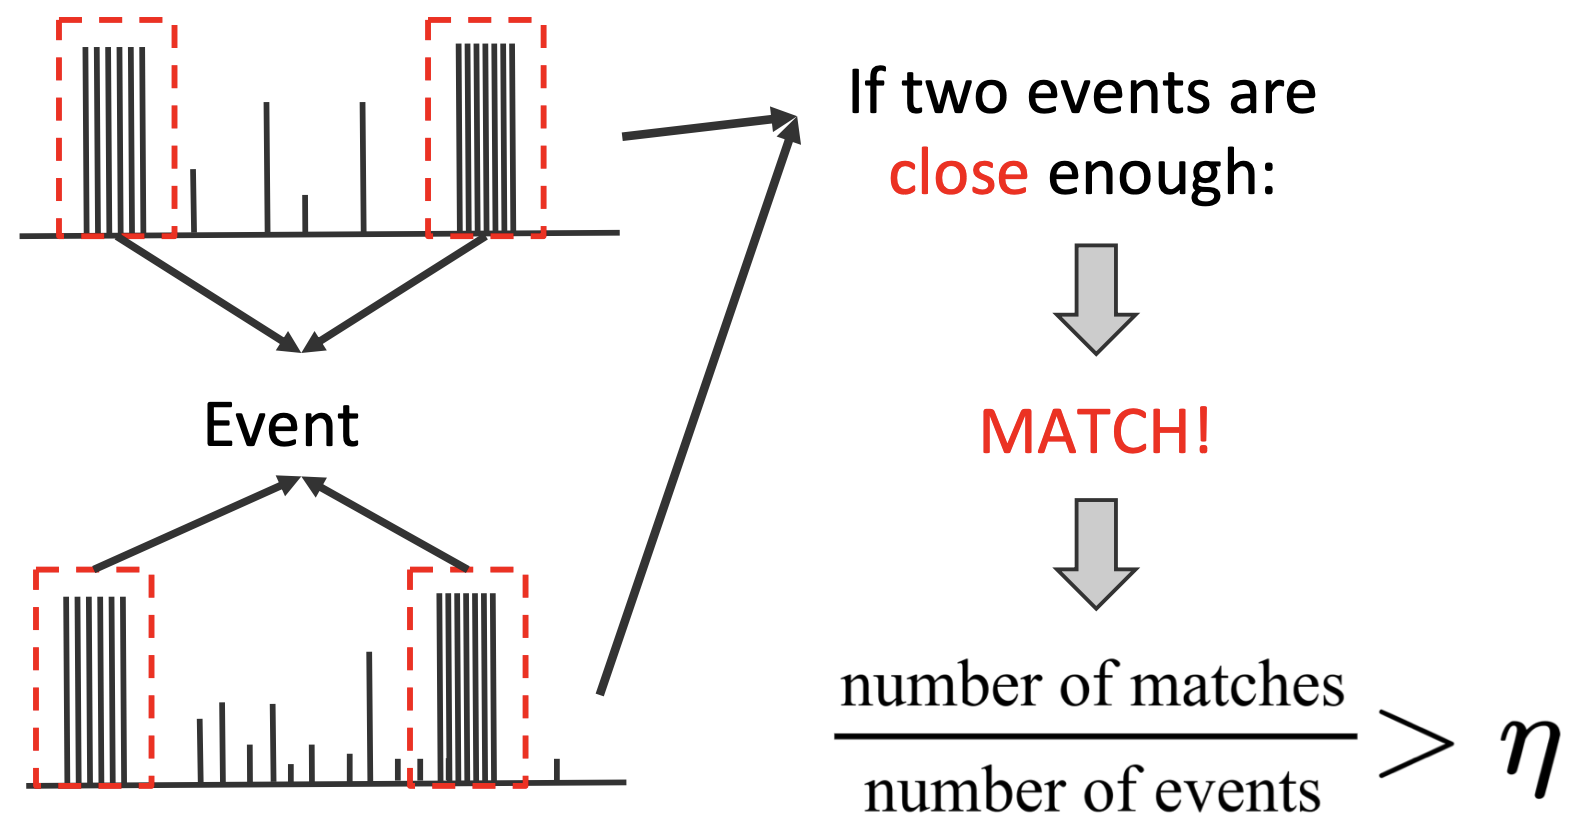 If two events are
close enough:
Event
MATCH!
number of matches
number of events
> η